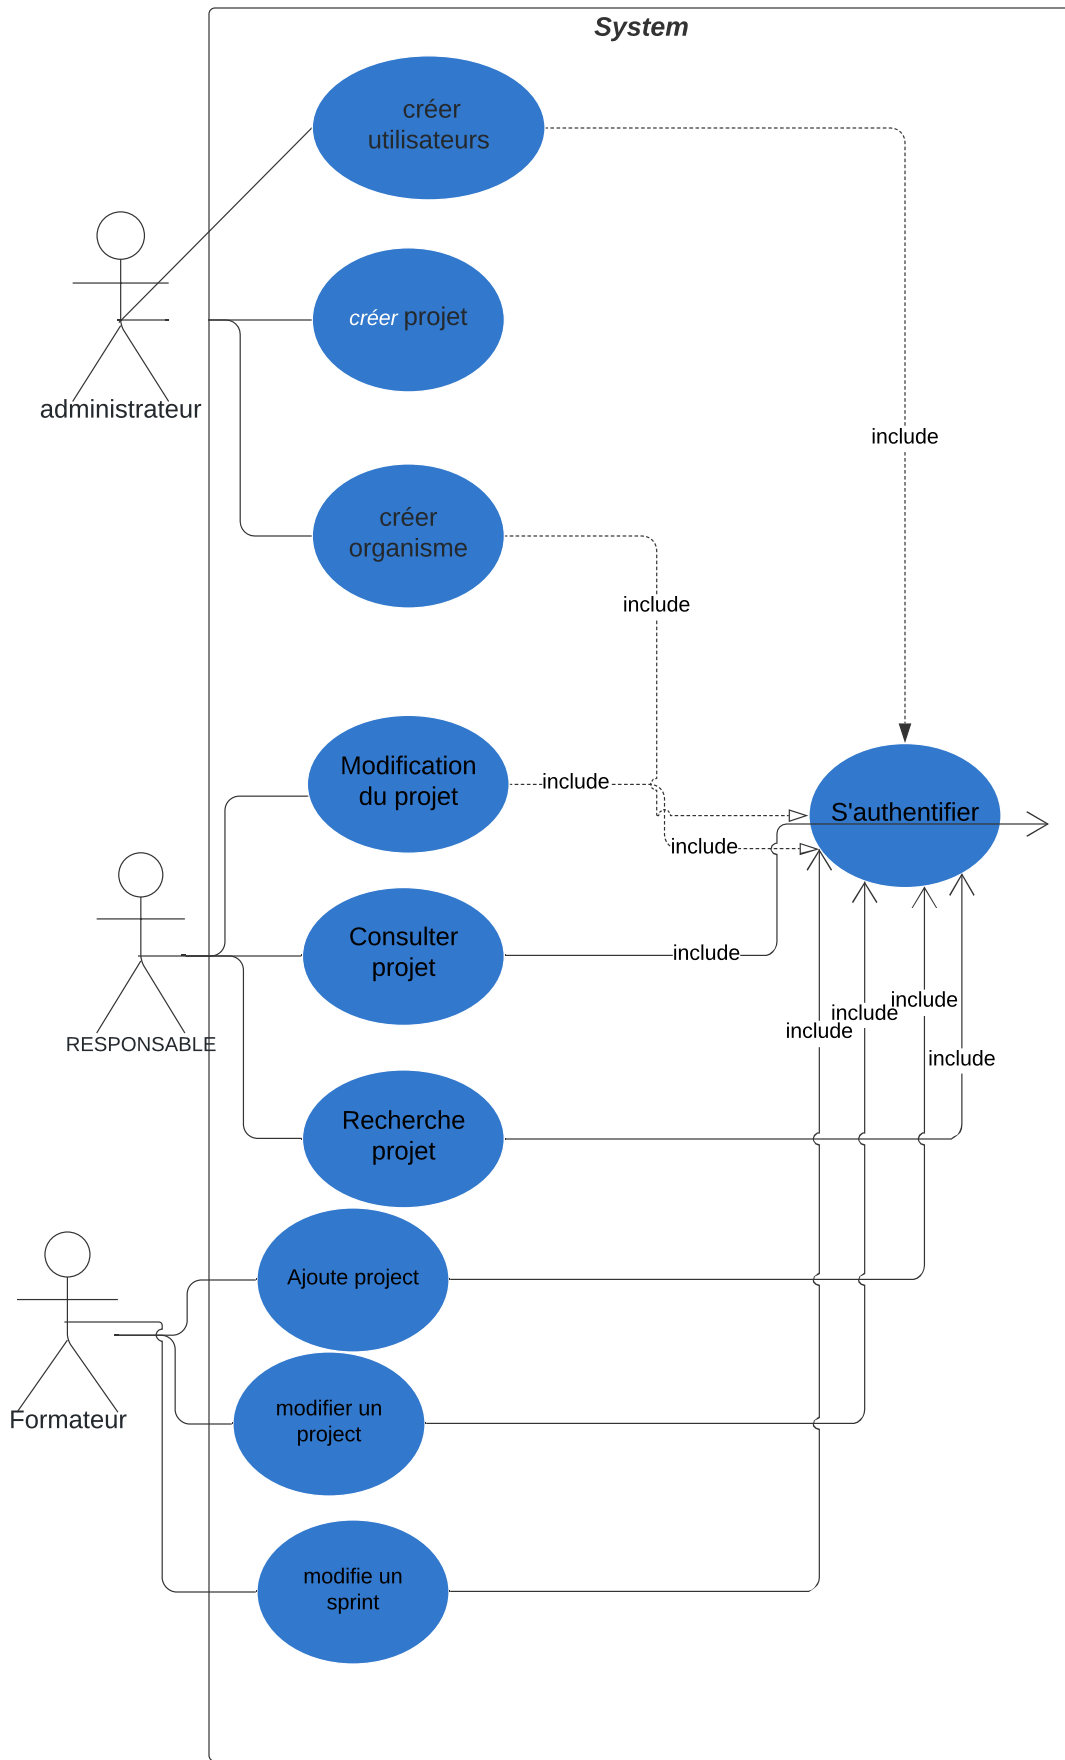 System
créer
utilisateurs
créer projet
administrateur
include
créer
organisme
include
Modification
du projet
include
S'authentifier
include
Consulter
projet
include
include
include
include
include
RESPONSABLE
Recherche
projet
Ajoute project
Formateur
modifier un
project
modifie un
sprint